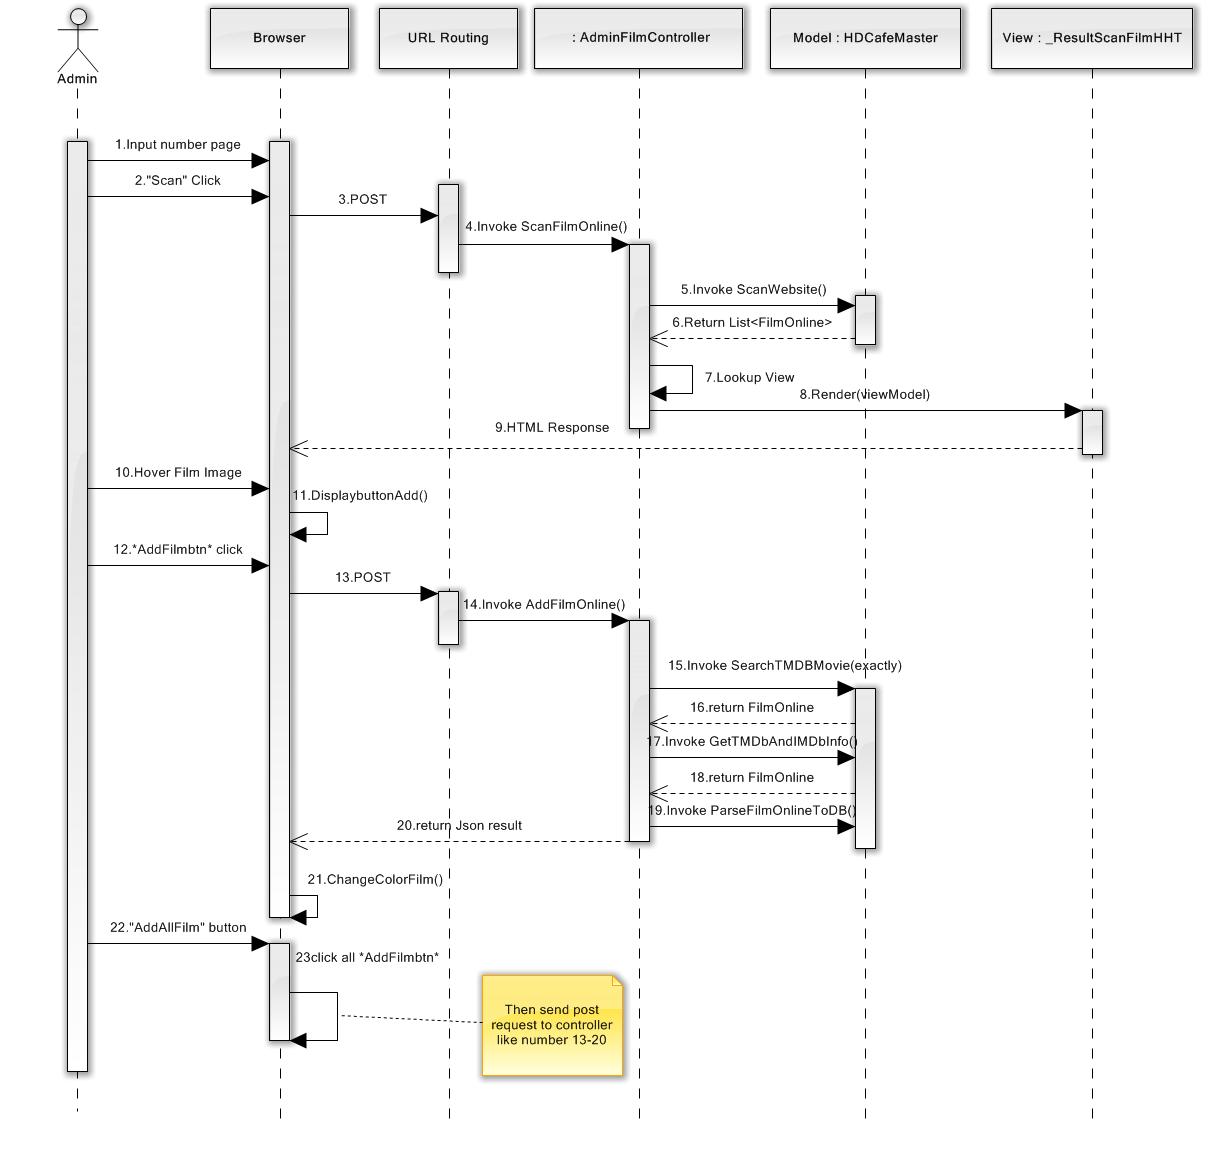 Admin
Browser
URL Routing
: AdminFilmController
Model : HDCafeMaster
View : _ResultScanFilmHHT
1.Input number page
2."Scan" Click
3.POST
4.Invoke ScanFilmOnline()
5.Invoke ScanWebsite()
6.Return List<FilmOnline>
7.Lookup View
8.Render(viewModel)
9.HTML Response
10.Hover Film Image
11.DisplaybuttonAdd()
12.*AddFilmbtn* click
13.POST
14.Invoke AddFilmOnline()
15.Invoke SearchTMDBMovie(exactly)
16.return FilmOnline
17.Invoke GetTMDbAndIMDbInfo()
18.return FilmOnline
19.Invoke ParseFilmOnlineToDB()
20.return Json result
21.ChangeColorFilm()
22."AddAllFilm" button
23click all *AddFilmbtn*
Then send post
request to controller
like number 13-20